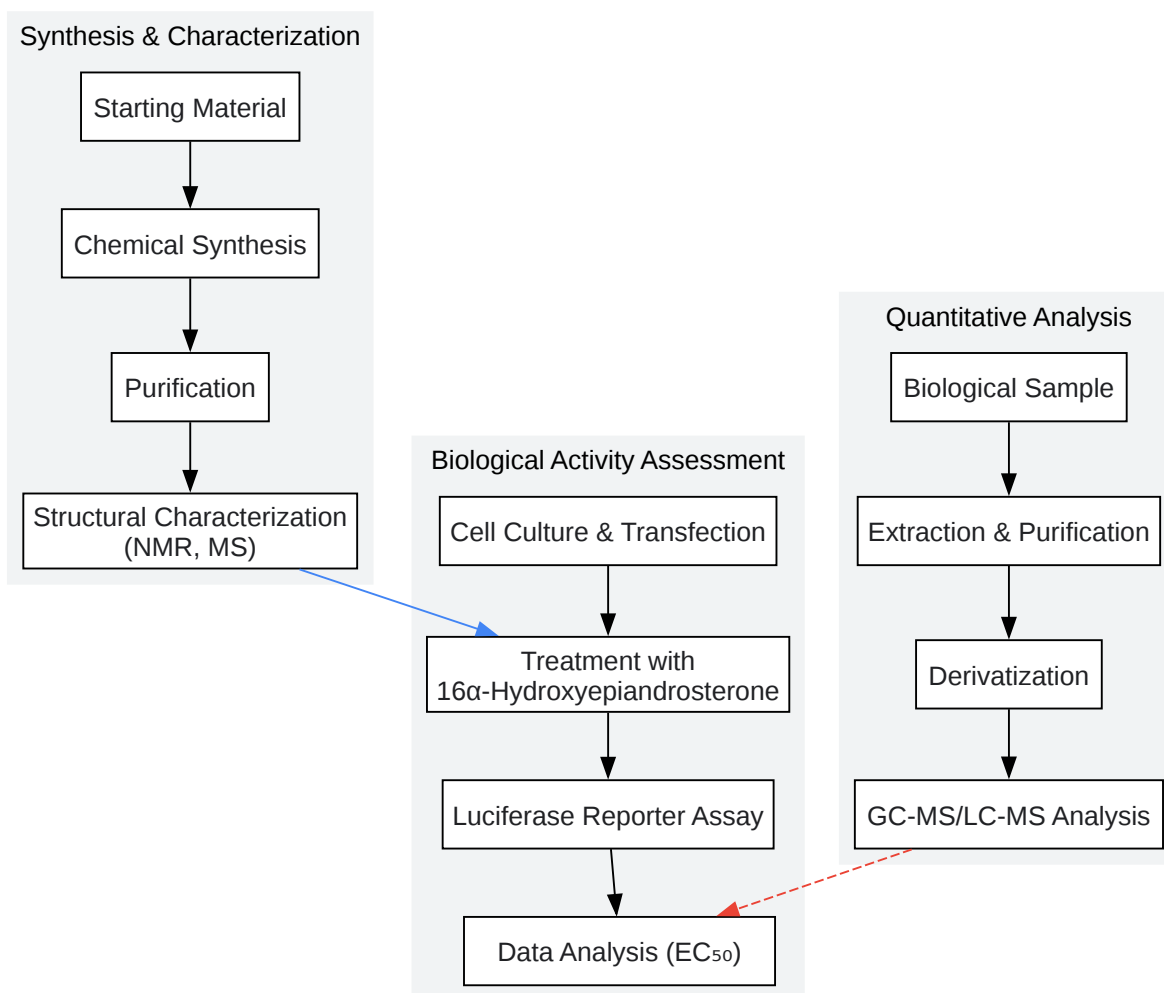 Synthesis & Characterization
Starting Material
Chemical Synthesis
Purification
Structural Characterization
(NMR, MS)
Biological Activity Assessment
Cell Culture & Transfection
Treatment with
16α-Hydroxyepiandrosterone
Luciferase Reporter Assay
Data Analysis (EC₅₀)
Quantitative Analysis
Biological Sample
Extraction & Purification
Derivatization
GC-MS/LC-MS Analysis